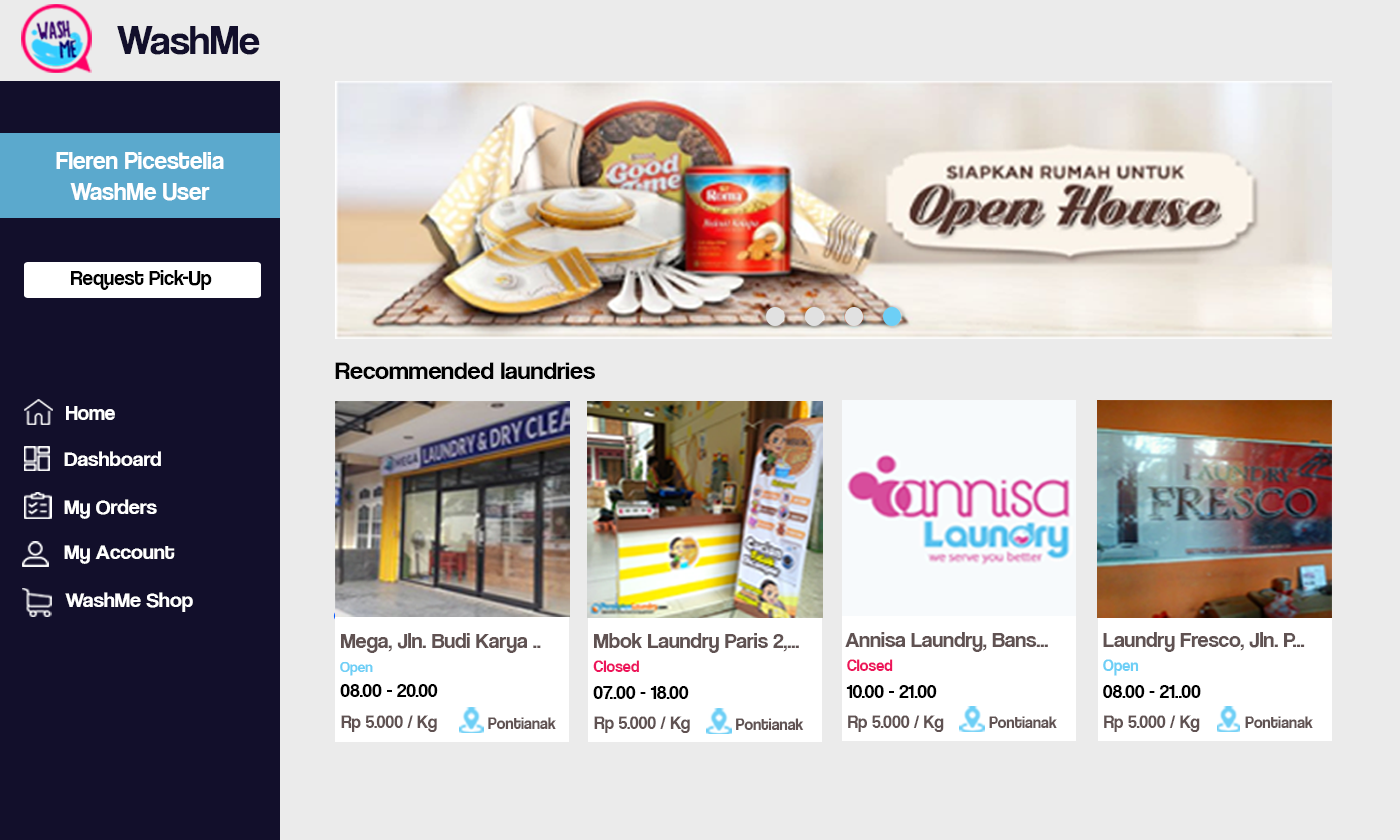 WASH
ME
WashMe
Fleren Picestelia
WashMe User
Request Pick-Up
Home
Dashboard
My Orders
My Account
WashMe Shop
Good
Time
Roma
SIAPKAN RUMAH UNTUK
Open House
Recommended laundries
MEGA LAUNDRY & DRY CLEA
Mega, Jln. Budi Karya ..
Open
08.00 - 20.00
Rp 5.000 / Kg
Pontianak
Mbok Laundry Paris 2,...
Closed
07..00 - 18.00
Rp 5.000 / Kg
Pontianak
annisa
Laundry
we serve you better
Annisa Laundry, Bans...
Closed
10.00 - 21.00
Rp 5.000 / Kg
Pontianak
LAUNDRY
FRESCO
Laundry Fresco, Jln. P...
Open
08.00 - 21..00
Rp 5.000 / Kg
Pontianak